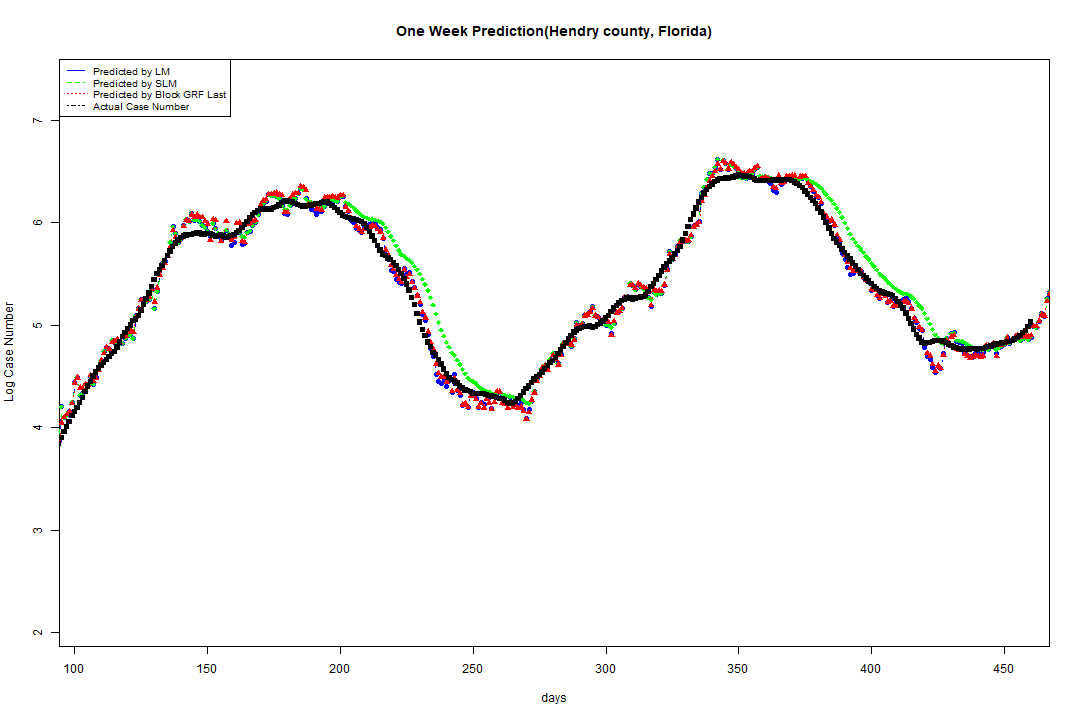 One Week Prediction(Hendry county, Florida)
Predicted by LM
Predicted by SLM
Predicted by Block GRF Last
Actual Case Number
Log Case Number
7
6
5
4
3
2
100 150 200 250 300 350 400 450
days